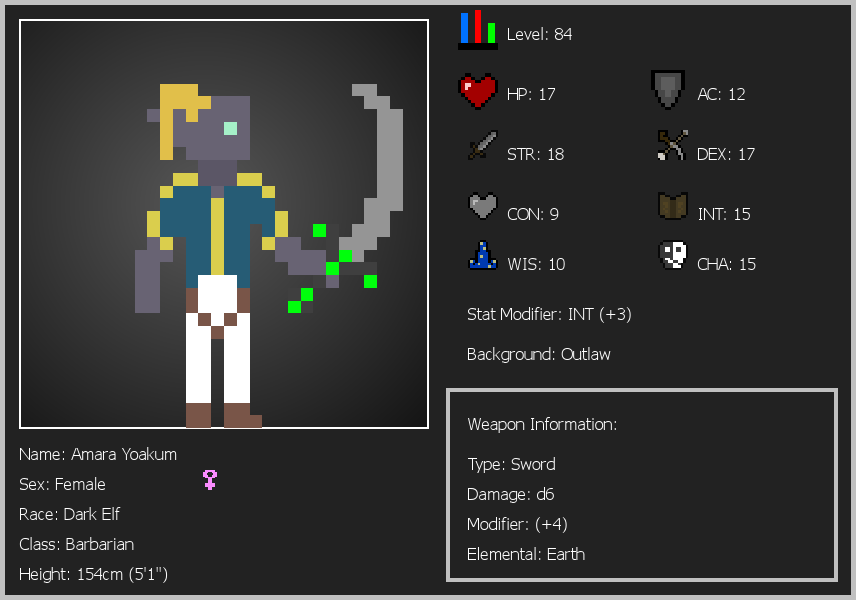 Level: 84
HP: 17
AC: 12
STR: 18
DEX: 17
CON: 9
INT: 15
WIS: 10
CHA: 15
Stat Modifier: INT (+3)
Background: Outlaw
Weapon Information:
Type: Sword
Damage: d6
Modifier: (+4)
Elemental: Earth
Name: Amara Yoakum
Sex: Female
Race: Dark Elf
Class: Barbarian
Height: 154cm (5'1")